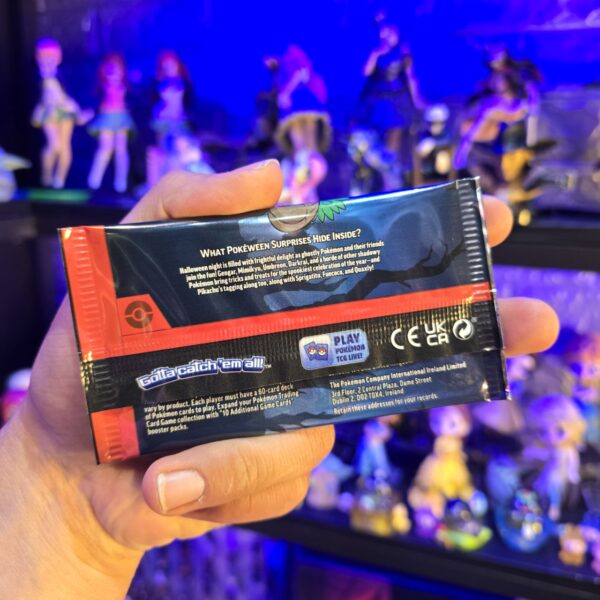 WHAT POKÉWEEN SURPRISES HIDE INSIDE?
Halloween night is filled with frightful delight as ghostly Pokémon and their friends
join the fun! Gengar, Mimikyu, Umbreon, Darkrai, and a horde of other shadowy
Pokémon bring tricks and treats for the spookiest celebration of the year—and
Pikachu's tagging along too, along with Sprigatito, Fuecoco, and Quaxly!
Gotta catch 'em all!™
PLAY
POKÉMON
TCG LIVE!
CE UK
CA
vary by product. Each player must have a 60-card deck
of Pokémon cards to play. Expand your Pokémon Trading
Card Game collection with "10 Additional Game Cards"
booster packs.
The Pokémon Company International Ireland Limited
3rd Floor, 2 Central Plaza, Dame Street
Dublin 2, D02 T0X4, Ireland
Retain these addresses for your records.